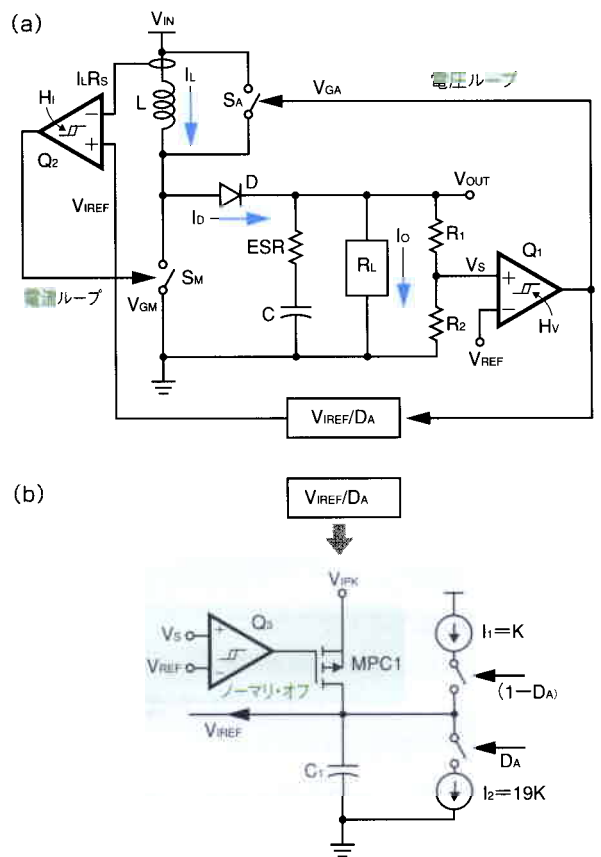 (a)
VIN
ILRS
IL
L
SA
VGA
電圧ループ
HI
Q2
VIREF
D
ID
VOUT
ESR
RL
IO
R1
VS
Q1
SM
電流ループ
VGM
C
R2
HV
VREF
VIREF/DA
(b)
VIREF/DA
VIPK
Q3
VS
VREF
ノーマリ・オフ
MPC1
I1=K
(1-DA)
VIREF
DA
C1
I2=19K